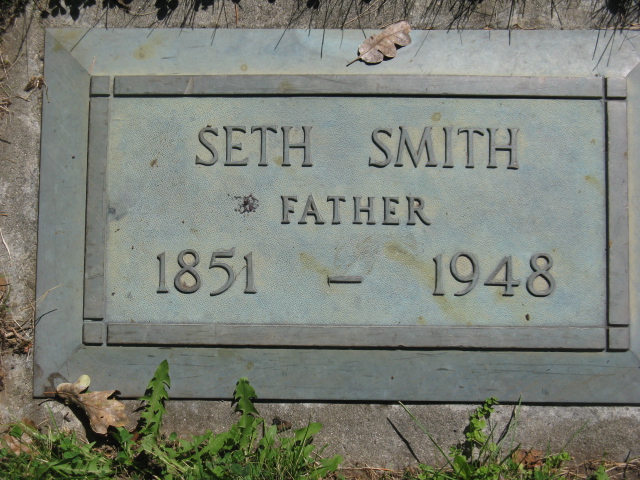 SETH SMITH
FATHER
1851 – 1948